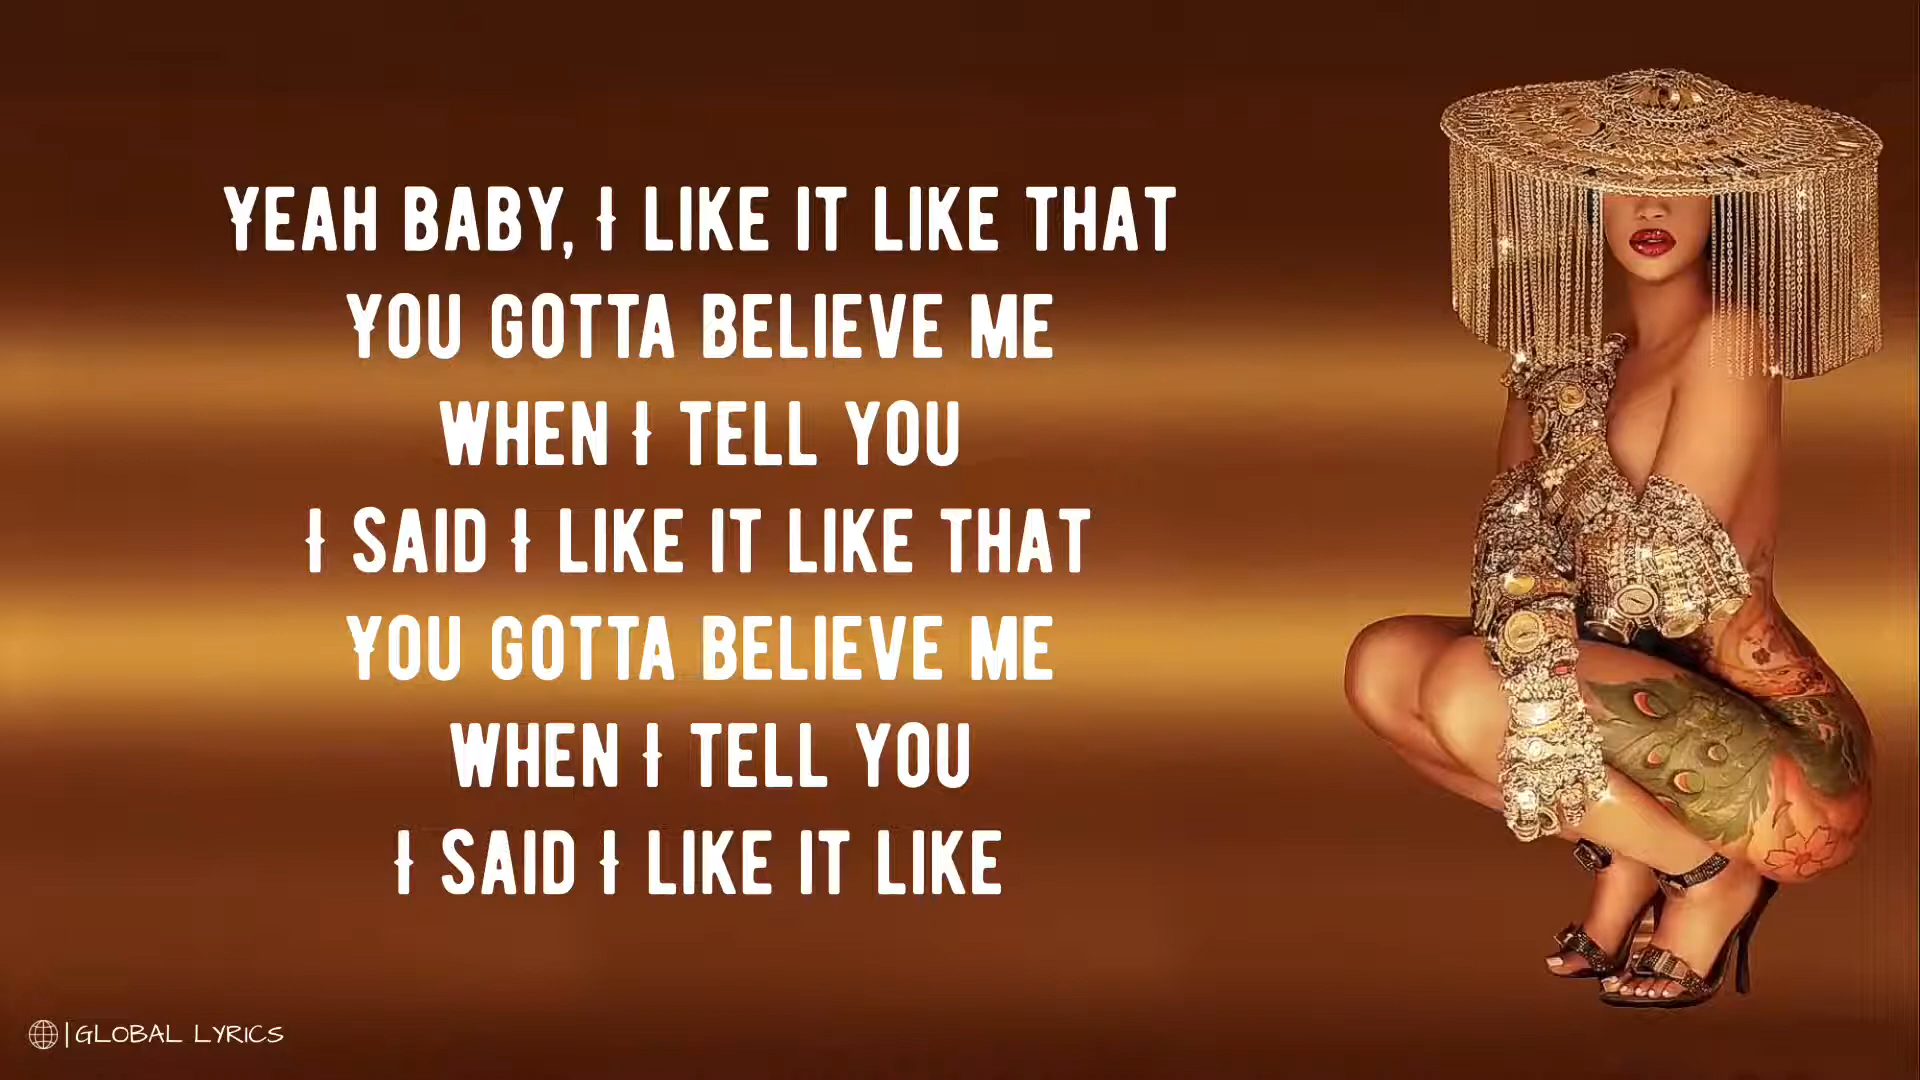 YEAH BABY, I LIKE IT LIKE THAT
YOU GOTTA BELIEVE ME
WHEN I TELL YOU
I SAID I LIKE IT LIKE THAT
YOU GOTTA BELIEVE ME
WHEN I TELL YOU
I SAID I LIKE IT LIKE
|GLOBAL LYRICS